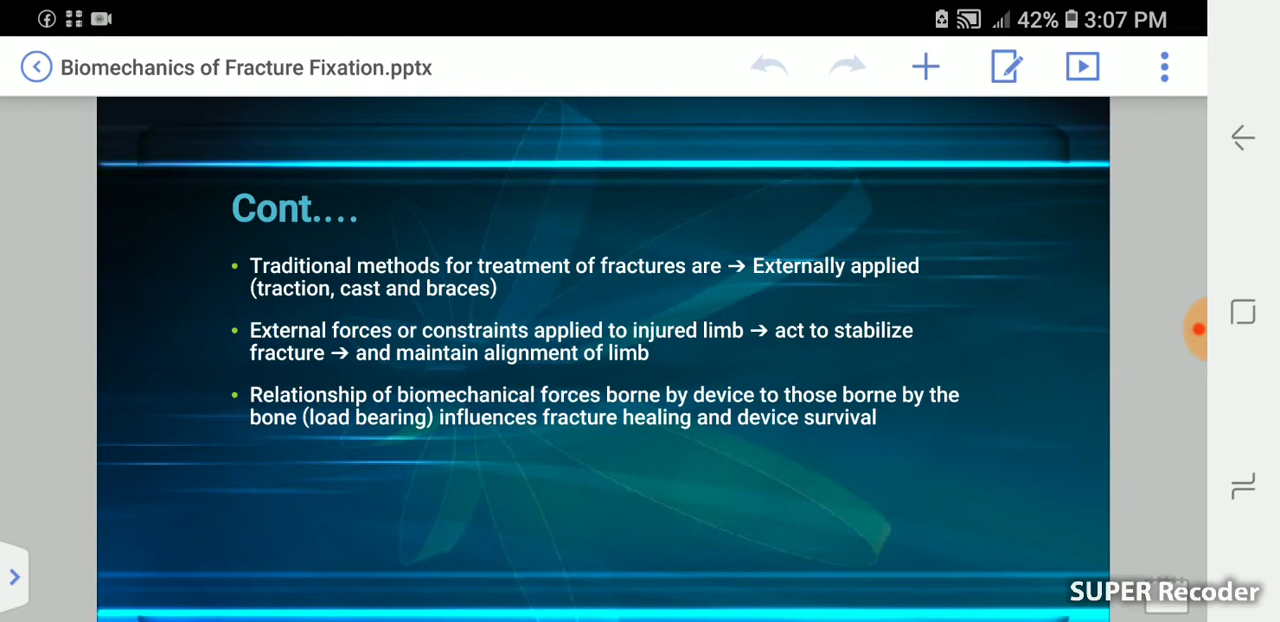 42% 3:07 PM
Biomechanics of Fracture Fixation.pptx
Cont....
• Traditional methods for treatment of fractures are → Externally applied
(traction, cast and braces)
• External forces or constraints applied to injured limb → act to stabilize
fracture → and maintain alignment of limb
• Relationship of biomechanical forces borne by device to those borne by the
bone (load bearing) influences fracture healing and device survival
SUPER Recoder